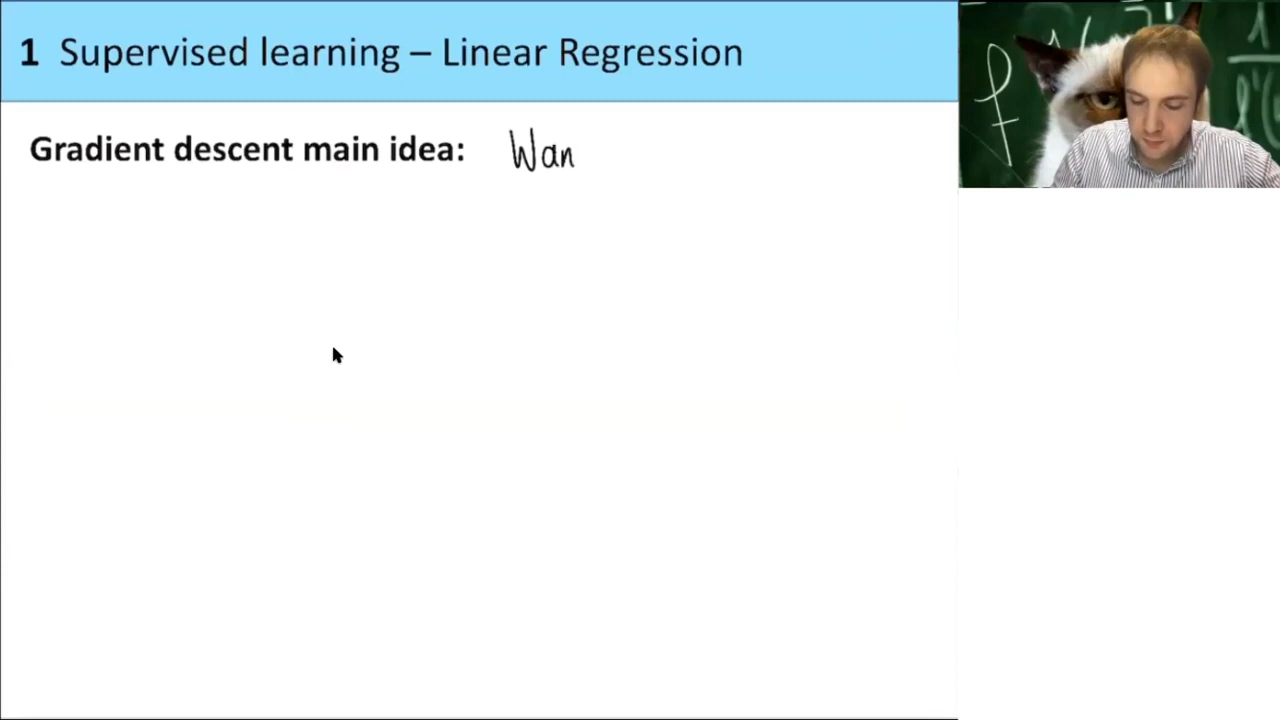 1 Supervised learning – Linear Regression
Gradient descent main idea: Wan